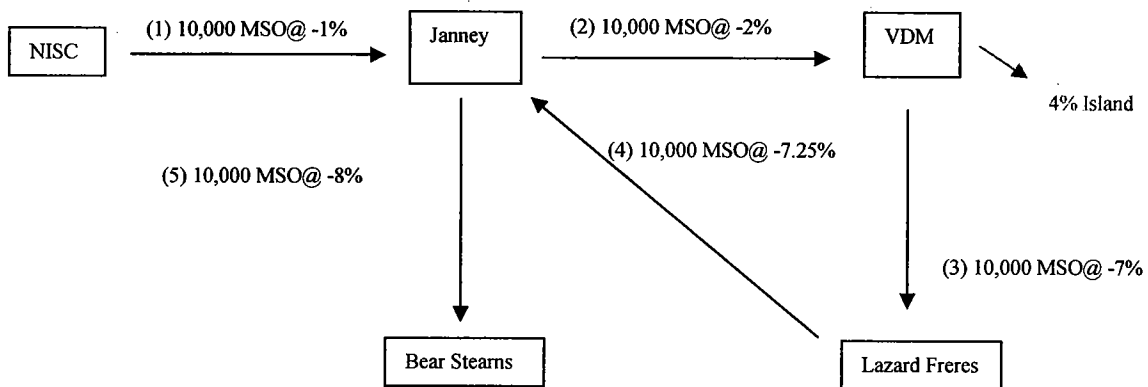 (1) 10,000 MSO@ -1%
(2) 10,000 MSO@ -2%
NISC
Janney
VDM
4% Island
(4) 10,000 MSO@ -7.25%
(5) 10,000 MSO@ -8%
(3) 10,000 MSO@ -7%
Bear Stearns
Lazard Freres